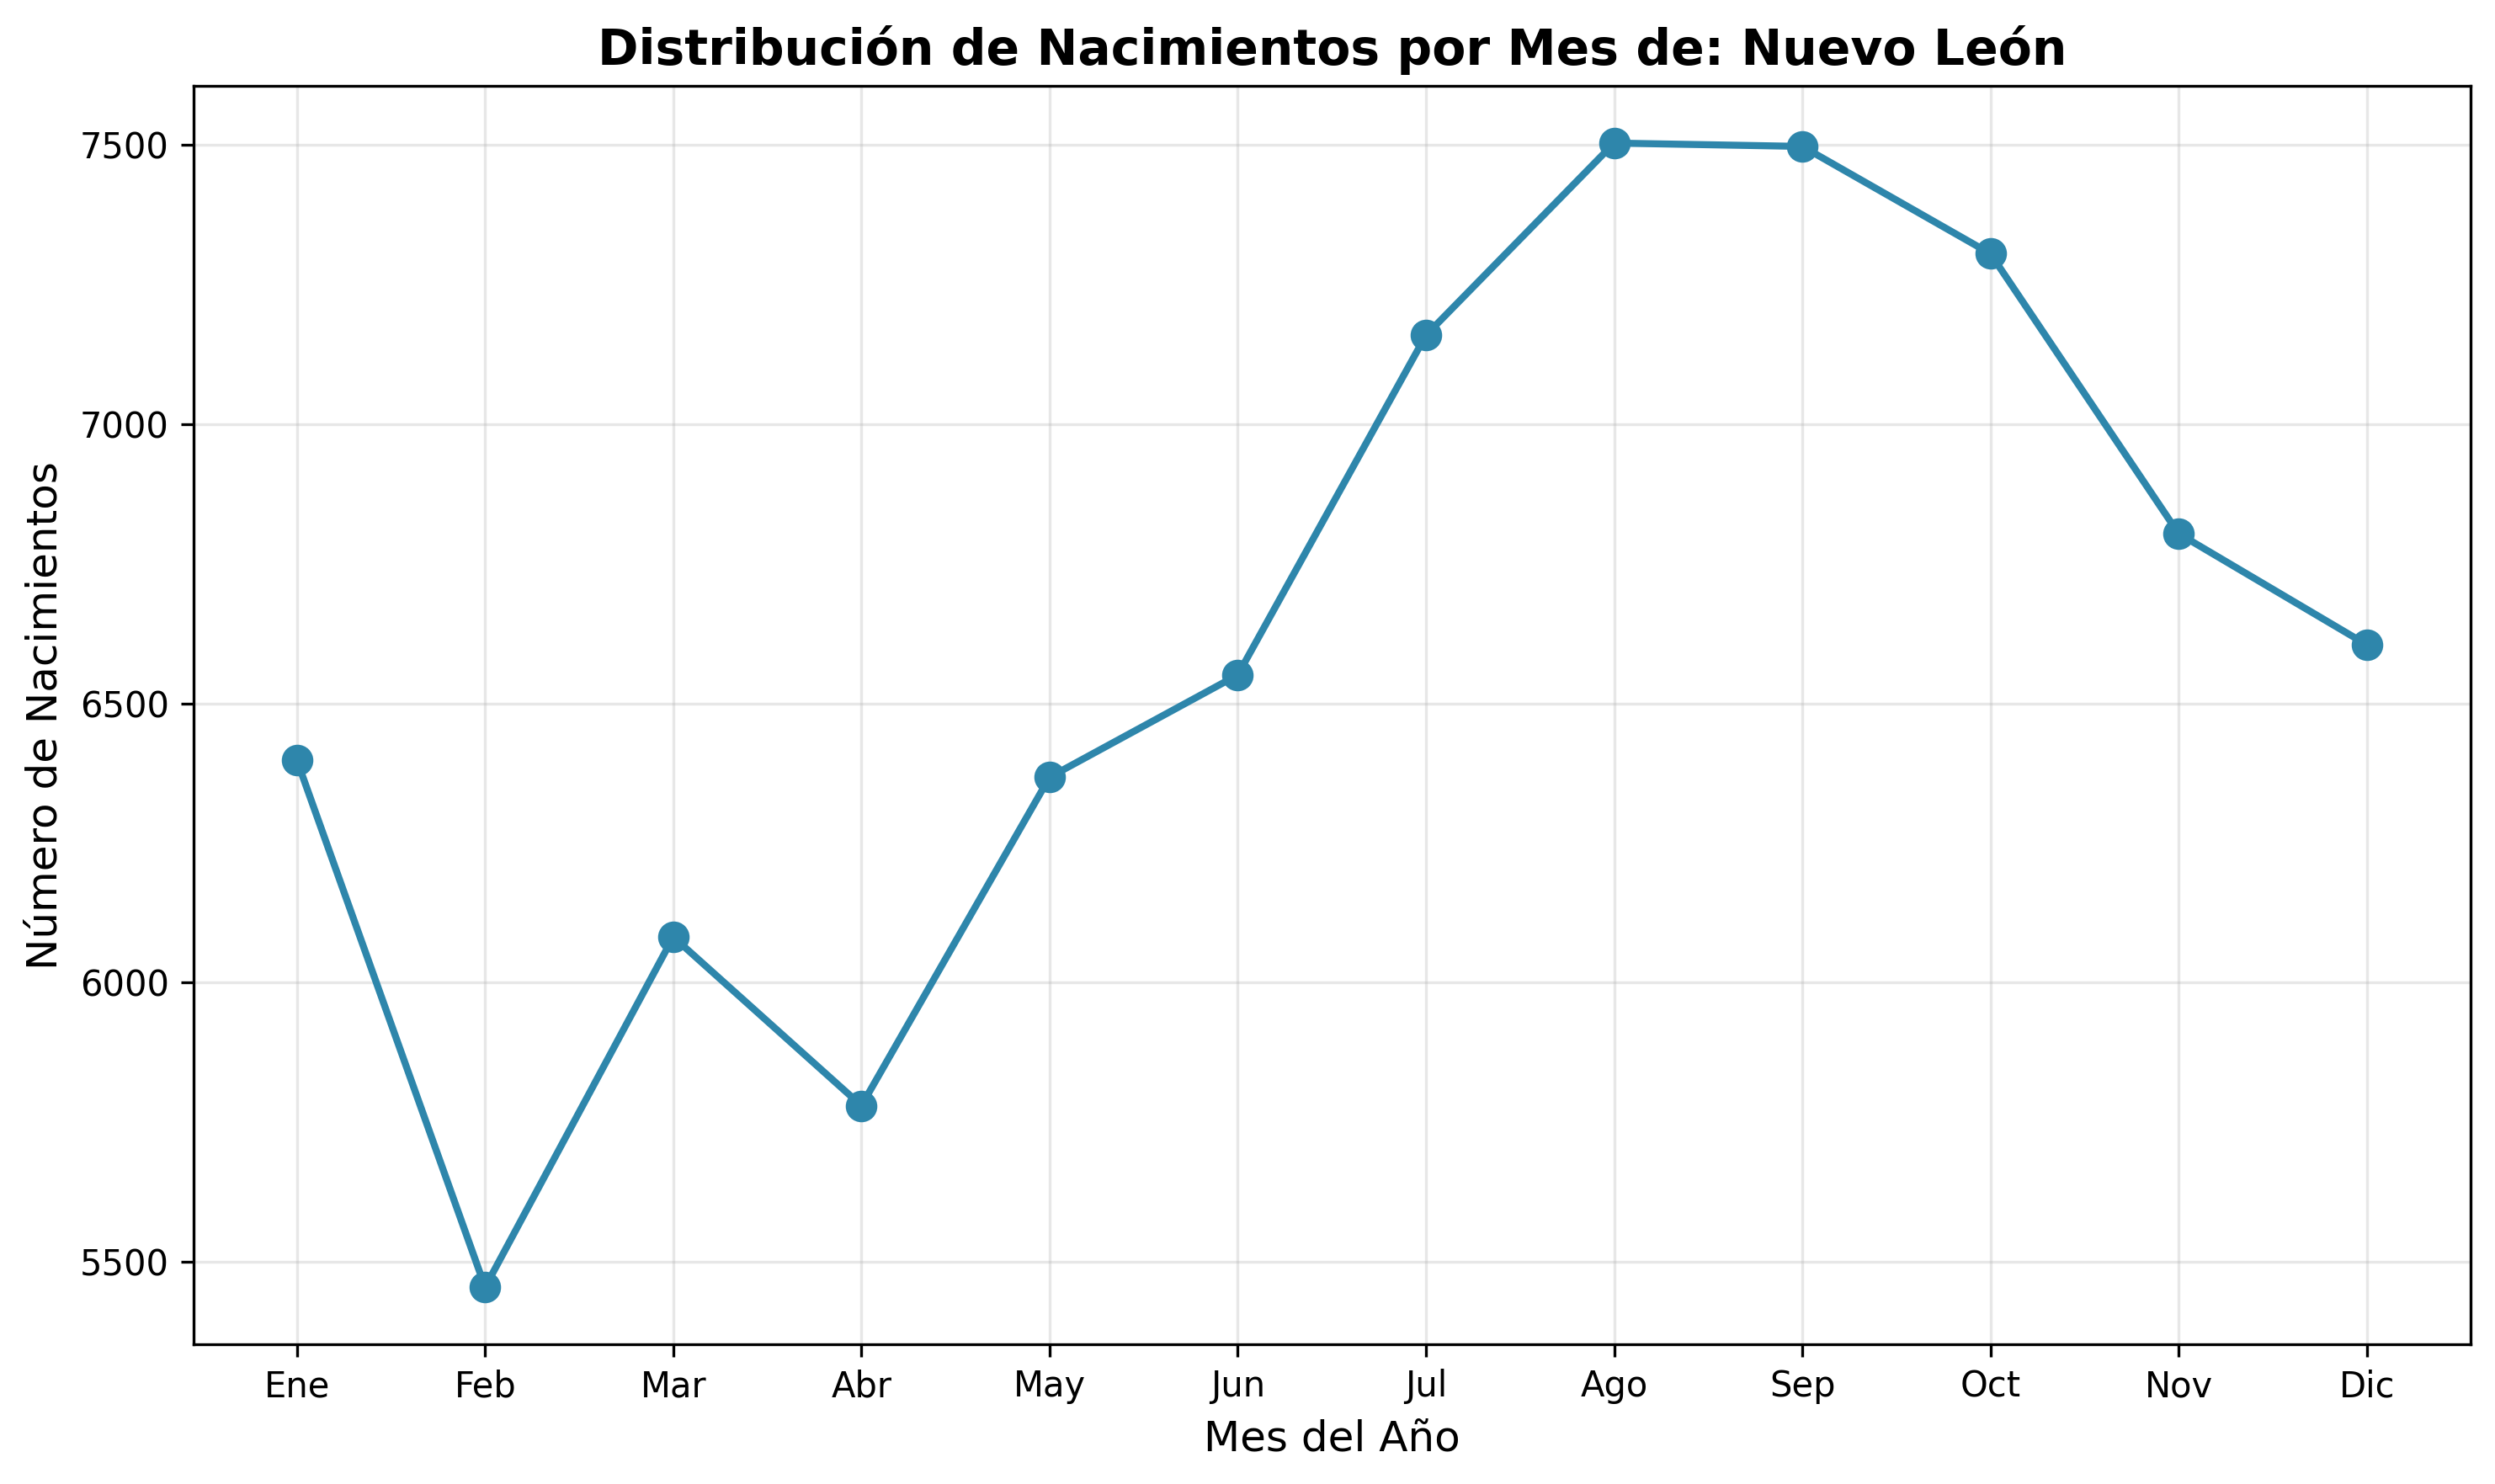 Distribución de Nacimientos por Mes de: Nuevo León
Número de Nacimientos
7500
7000
6500
6000
5500
Ene Feb Mar Abr May Jun Jul Ago Sep Oct Nov Dic
Mes del Año